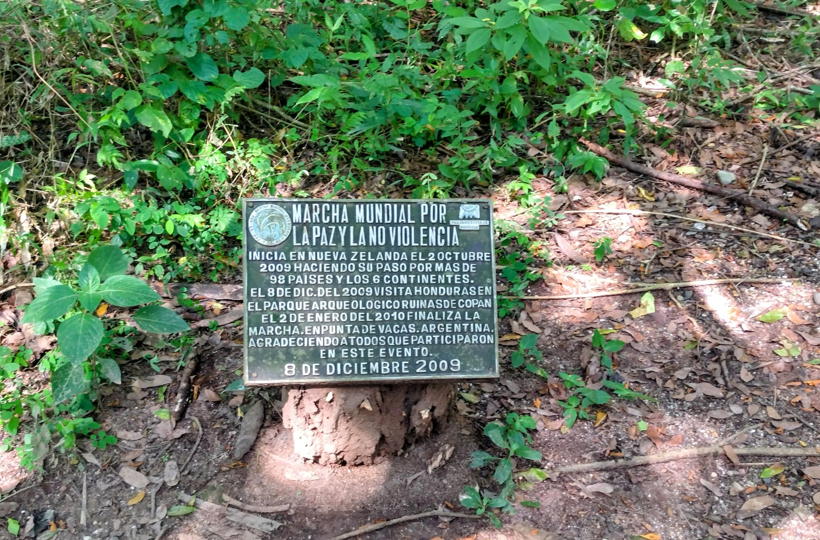 MARCHA MUNDIAL POR
LA PAZ Y LA NO VIOLENCIA
INICIA EN NUEVA ZELANDA EL 2 OCTUBRE
2009 HACIENDO SU PASO POR MAS DE
98 PAISES Y LOS 6 CONTINENTES.
EL 8 DE DIC. DEL 2009 VISITA HONDURAS EN
EL PARQUE ARQUEOLOGICO RUINAS DE COPAN
EL 2 DE ENERO DEL 2010 FINALIZA LA
MARCHA. EN PUNTA DE VACAS. ARGENTINA.
AGRADECIENDO A TODOS QUE PARTICIPARON
EN ESTE EVENTO.
8 DE DICIEMBRE 2009